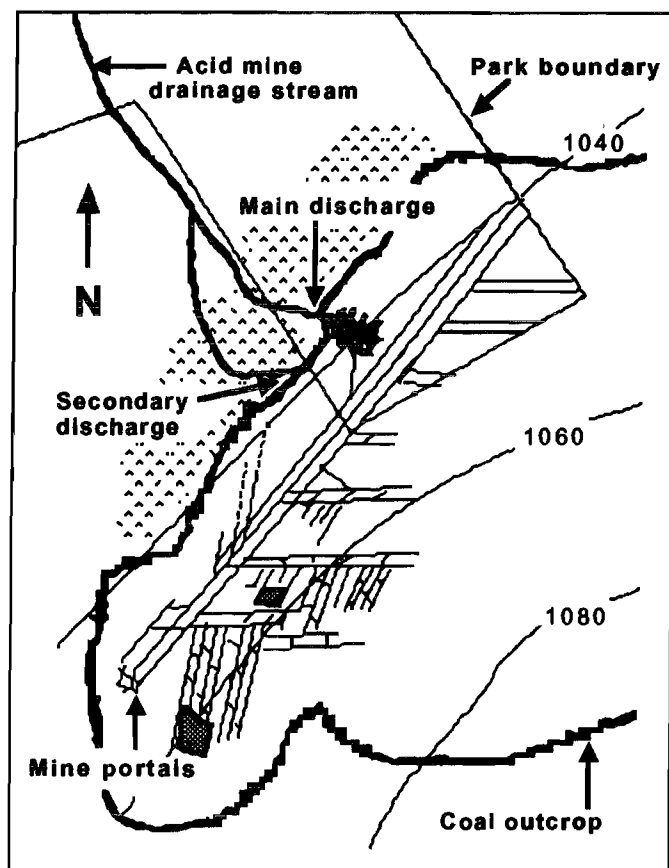 Acid mine
drainage stream
Park boundary
1040
Main discharge
N
Secondary
discharge
1060
1080
Mine portals
Coal outcrop